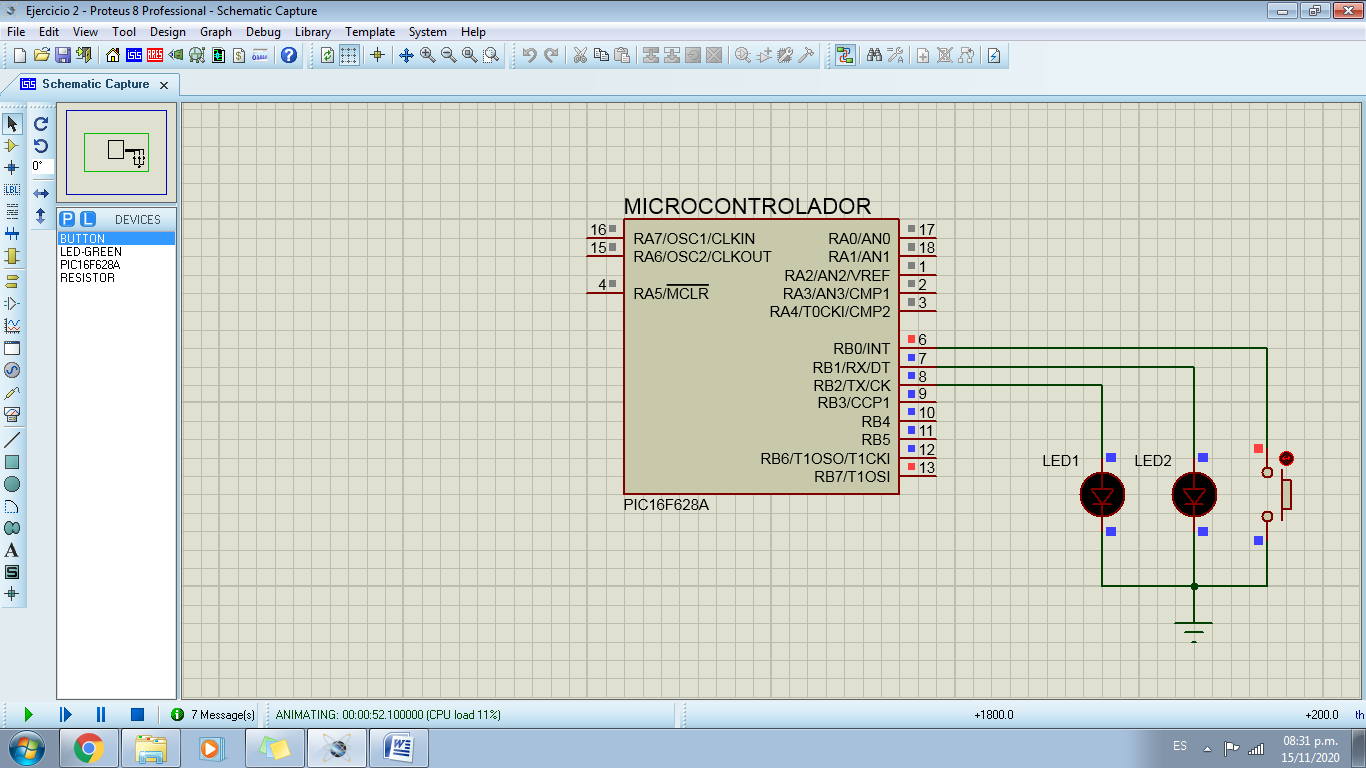 Ejercicio 2 - Proteus 8 Professional - Schematic Capture
File Edit View Tool Design Graph Debug Library Template System Help
Schematic Capture
0°
LBL
P L DEVICES
BUTTON
LED-GREEN
PIC16F628A
RESISTOR
A
S
MICROCONTROLADOR
16 RA7/OSC1/CLKIN RA0/AN0 17
15 RA6/OSC2/CLKOUT RA1/AN1 18
RA2/AN2/VREF 1
4 RA5/MCLR RA3/AN3/CMP1 2
RA4/T0CKI/CMP2 3
RB0/INT 6
RB1/RX/DT 7
RB2/TX/CK 8
RB3/CCP1 9
RB4 10
RB5 11
RB6/T1OSO/T1CKI 12
RB7/T1OSI 13
PIC16F628A
LED1 LED2
7 Message(s) ANIMATING: 00:00:52.100000 (CPU load 11%) +1800.0 +200.0 th
ES 08:31 p.m.
15/11/2020